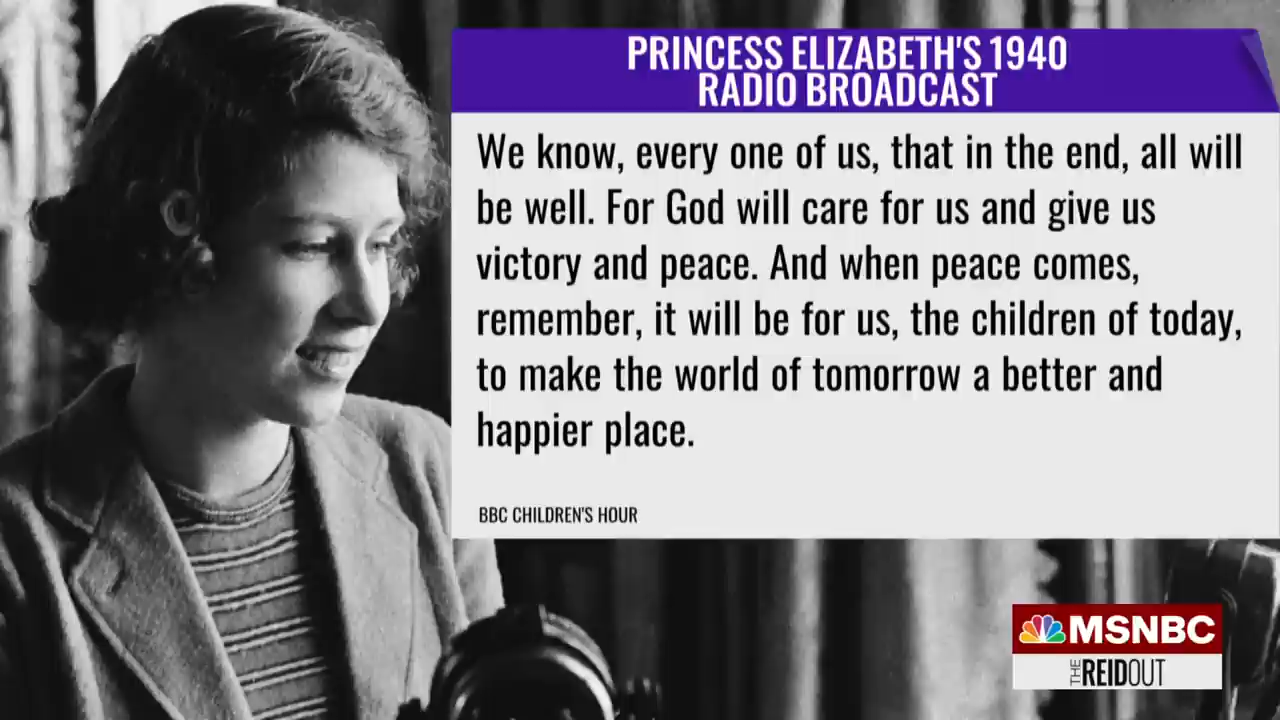 PRINCESS ELIZABETH'S 1940
RADIO BROADCAST
We know, every one of us, that in the end, all will
be well. For God will care for us and give us
victory and peace. And when peace comes,
remember, it will be for us, the children of today,
to make the world of tomorrow a better and
happier place.
BBC CHILDREN'S HOUR
MSNBC
THE REIDOUT